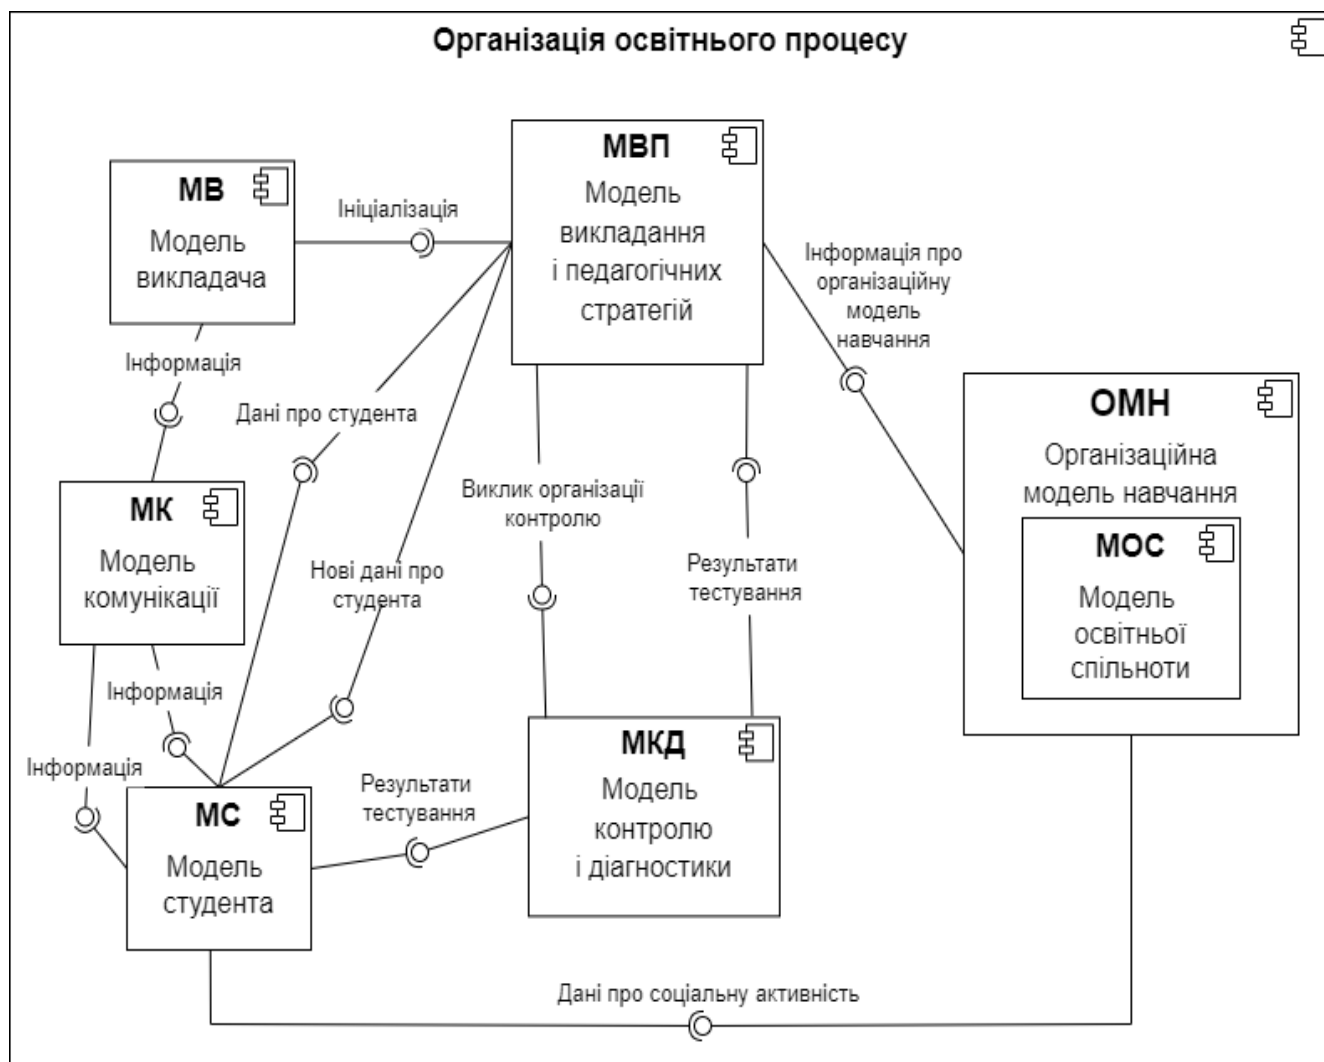 Організація освітнього процесу
МВП
Модель
викладання
і педагогічних
стратегій
МВ
Модель
викладача
Ініціалізація
Інформація про
організаційну
модель
навчання
Інформація
Дані про студента
ОМН
Організаційна
модель навчання
МОС
Модель
освітньої
спільноти
МК
Модель
комунікації
Виклик організації
контролю
Нові дані про
студента
Результати
тестування
Інформація
Інформація
МС
Модель
студента
Результати
тестування
МКД
Модель
контролю
і діагностики
Дані про соціальну активність